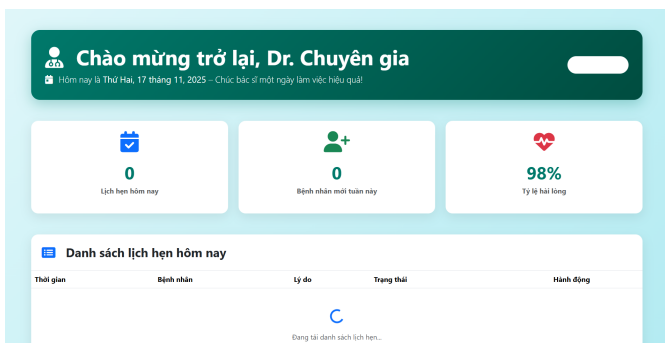 Chào mừng trở lại, Dr. Chuyên gia
Hôm nay là Thứ Hai, 17 tháng 11, 2025 – Chúc bác sĩ một ngày làm việc hiệu quả!
0
Lịch hẹn hôm nay
0
Bệnh nhân mới tuần này
98%
Tỷ lệ hài lòng
Danh sách lịch hẹn hôm nay
Thời gian Bệnh nhân Lý do Trạng thái Hành động
Đang tải danh sách lịch hẹn...